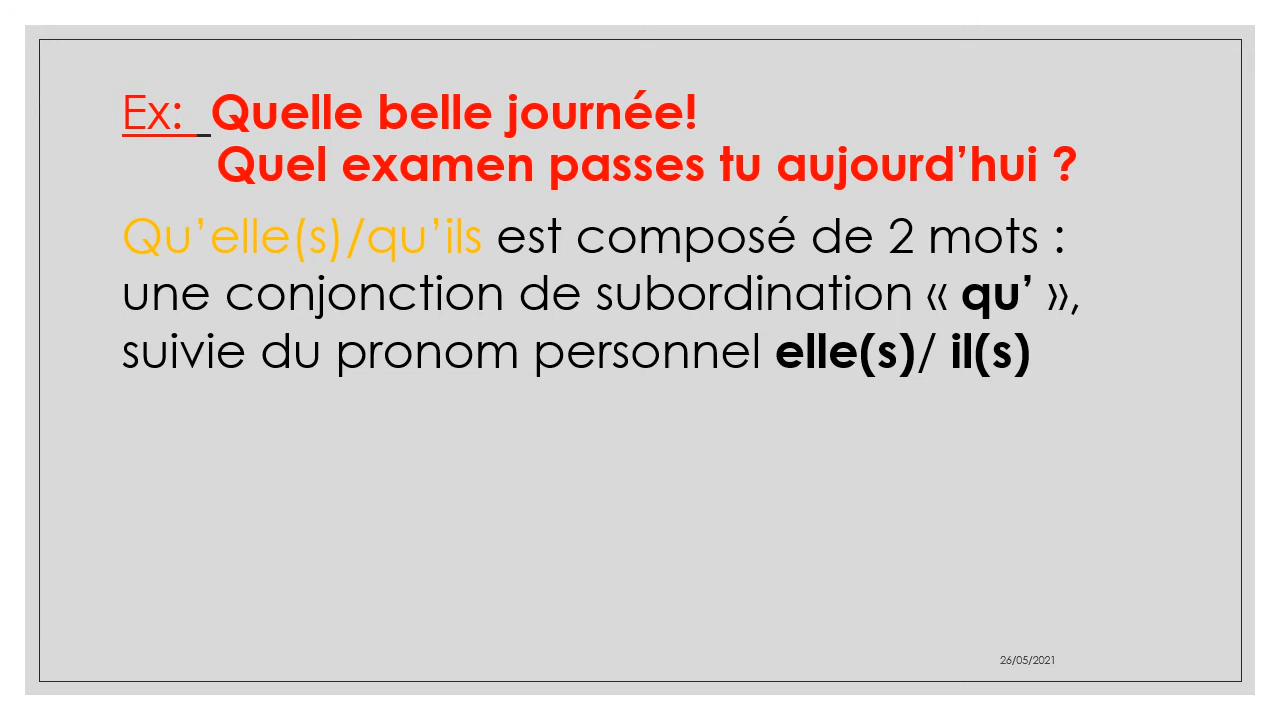 Ex:  Quelle belle journée!
Quel examen passes tu aujourd’hui ?
Qu’elle(s)/qu’ils est composé de 2 mots :
une conjonction de subordination « qu’ »,
suivie du pronom personnel elle(s)/ il(s)
26/05/2021